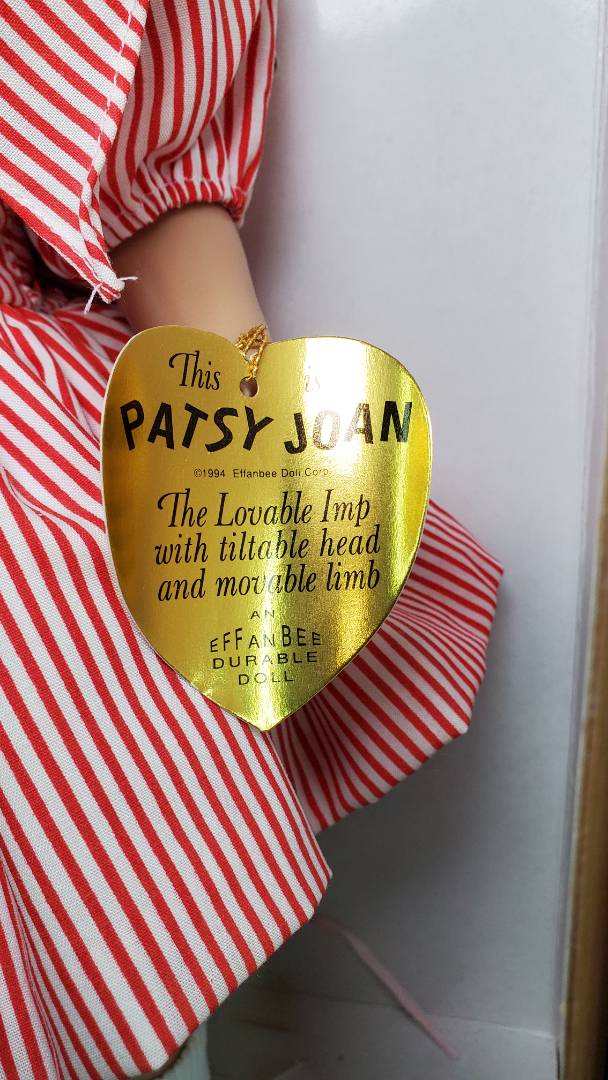 This is
PATSY JOAN
©1994 Effanbee Doll Corp
The Lovable Imp
with tiltable head
and movable limb
AN
EFFANBEE
DURABLE
DOLL